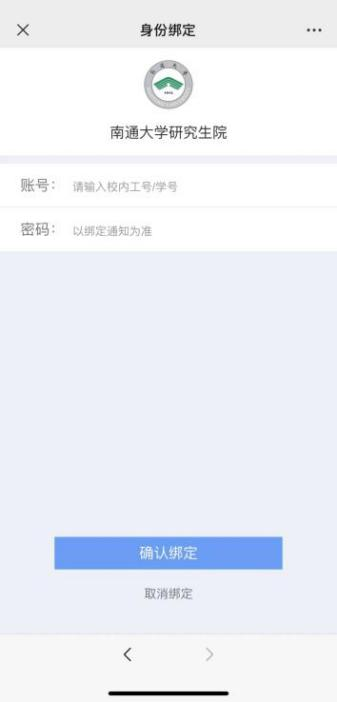 身份绑定
南通大学研究生院
账号： 请输入校内工号/学号
密码： 以绑定通知为准
确认绑定
取消绑定